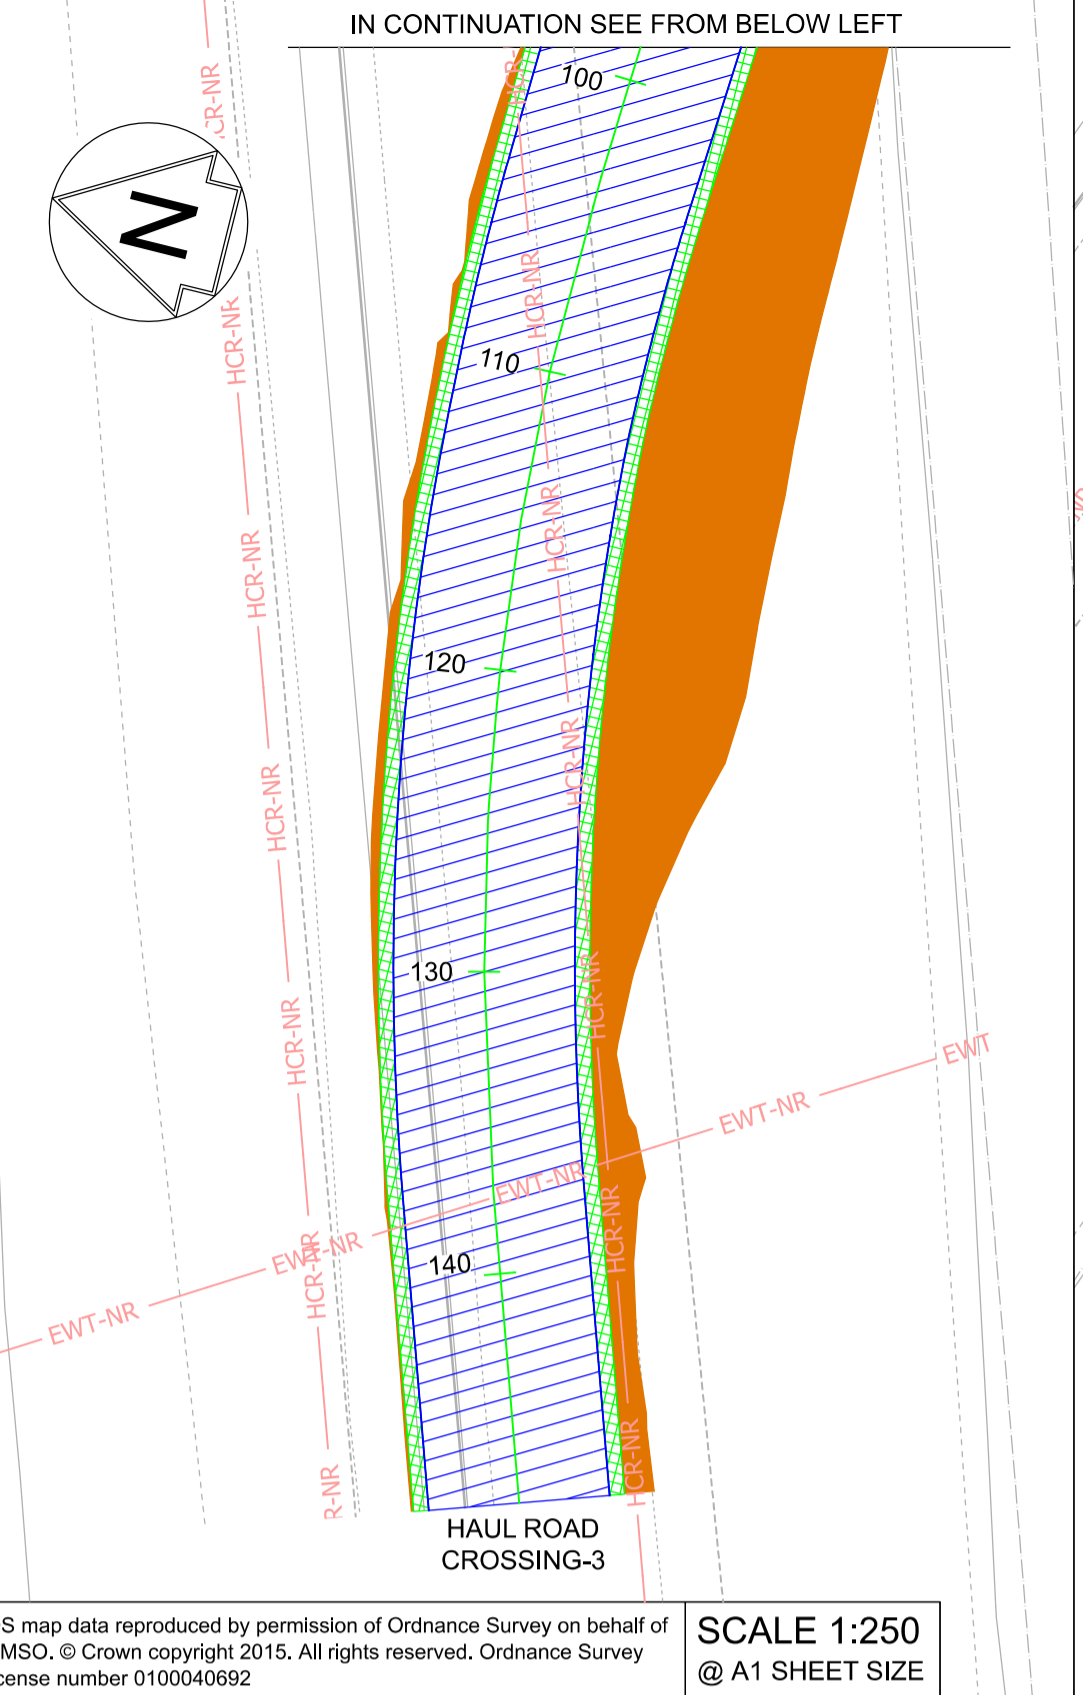 IN CONTINUATION SEE FROM BELOW LEFT
HCR-
100
CR-NR
N
HCR-NR
HCR-NR
110
HCR-NR
HCR-NR
120
HCR-NR
HCR-NR
130
HCR-NR
HCR-NR
EWT
EWT-NR
EWT-NR
HCR-NR
EWT-NR
HCR-NR
140
EWT-NR
HCR-NR
R-NR
HAUL ROAD
CROSSING-3
S map data reproduced by permission of Ordnance Survey on behalf of
MSO. © Crown copyright 2015. All rights reserved. Ordnance Survey
cense number 0100040692
SCALE 1:250
@ A1 SHEET SIZE